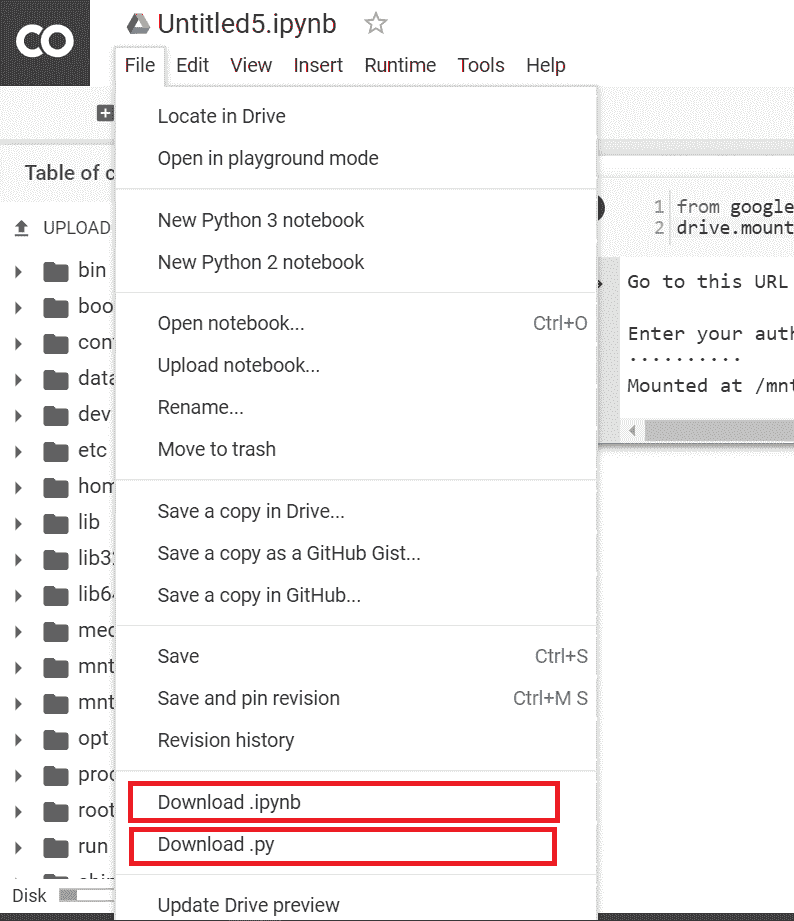 CO
Untitled5.ipynb
File Edit View Insert Runtime Tools Help
Table of c
UPLOAD
bin
boo
con
data
dev
etc
hom
lib
lib32
lib64
med
mnt
mnt
opt
proc
root
run
Disk
Locate in Drive
Open in playground mode
New Python 3 notebook
New Python 2 notebook
Open notebook... Ctrl+O
Upload notebook...
Rename...
Move to trash
Save a copy in Drive...
Save a copy as a GitHub Gist...
Save a copy in GitHub...
Save Ctrl+S
Save and pin revision Ctrl+M S
Revision history
Download .ipynb
Download .py
Update Drive preview
1 from google
2 drive.mount
Go to this URL
Enter your auth
··········
Mounted at /mnt